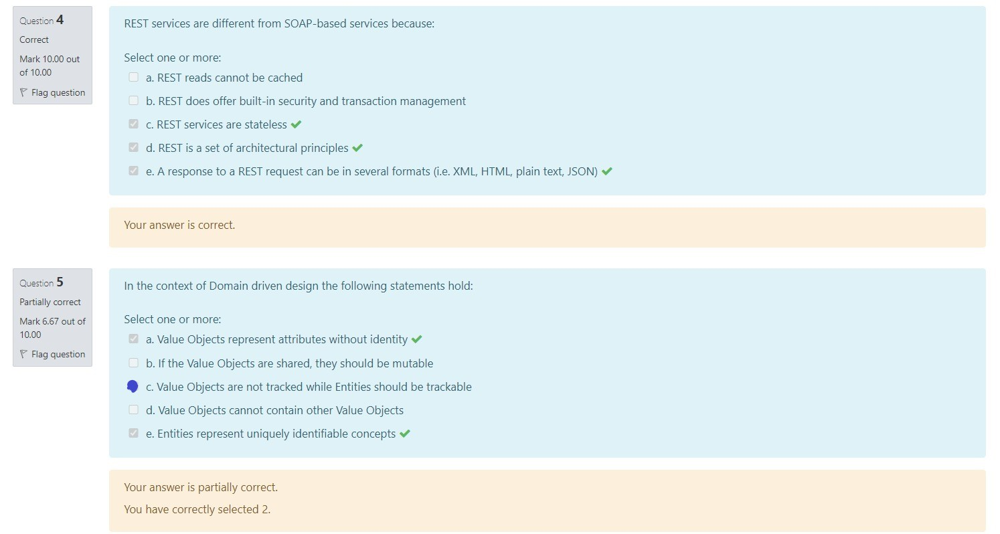 Question 4
Correct
Mark 10.00 out
of 10.00
Flag question
REST services are different from SOAP-based services because:
Select one or more:
a. REST reads cannot be cached
b. REST does offer built-in security and transaction management
c. REST services are stateless
d. REST is a set of architectural principles
e. A response to a REST request can be in several formats (i.e. XML, HTML, plain text, JSON)
Your answer is correct.
Question 5
Partially correct
Mark 6.67 out of
10.00
Flag question
In the context of Domain driven design the following statements hold:
Select one or more:
a. Value Objects represent attributes without identity
b. If the Value Objects are shared, they should be mutable
c. Value Objects are not tracked while Entities should be trackable
d. Value Objects cannot contain other Value Objects
e. Entities represent uniquely identifiable concepts
Your answer is partially correct.
You have correctly selected 2.